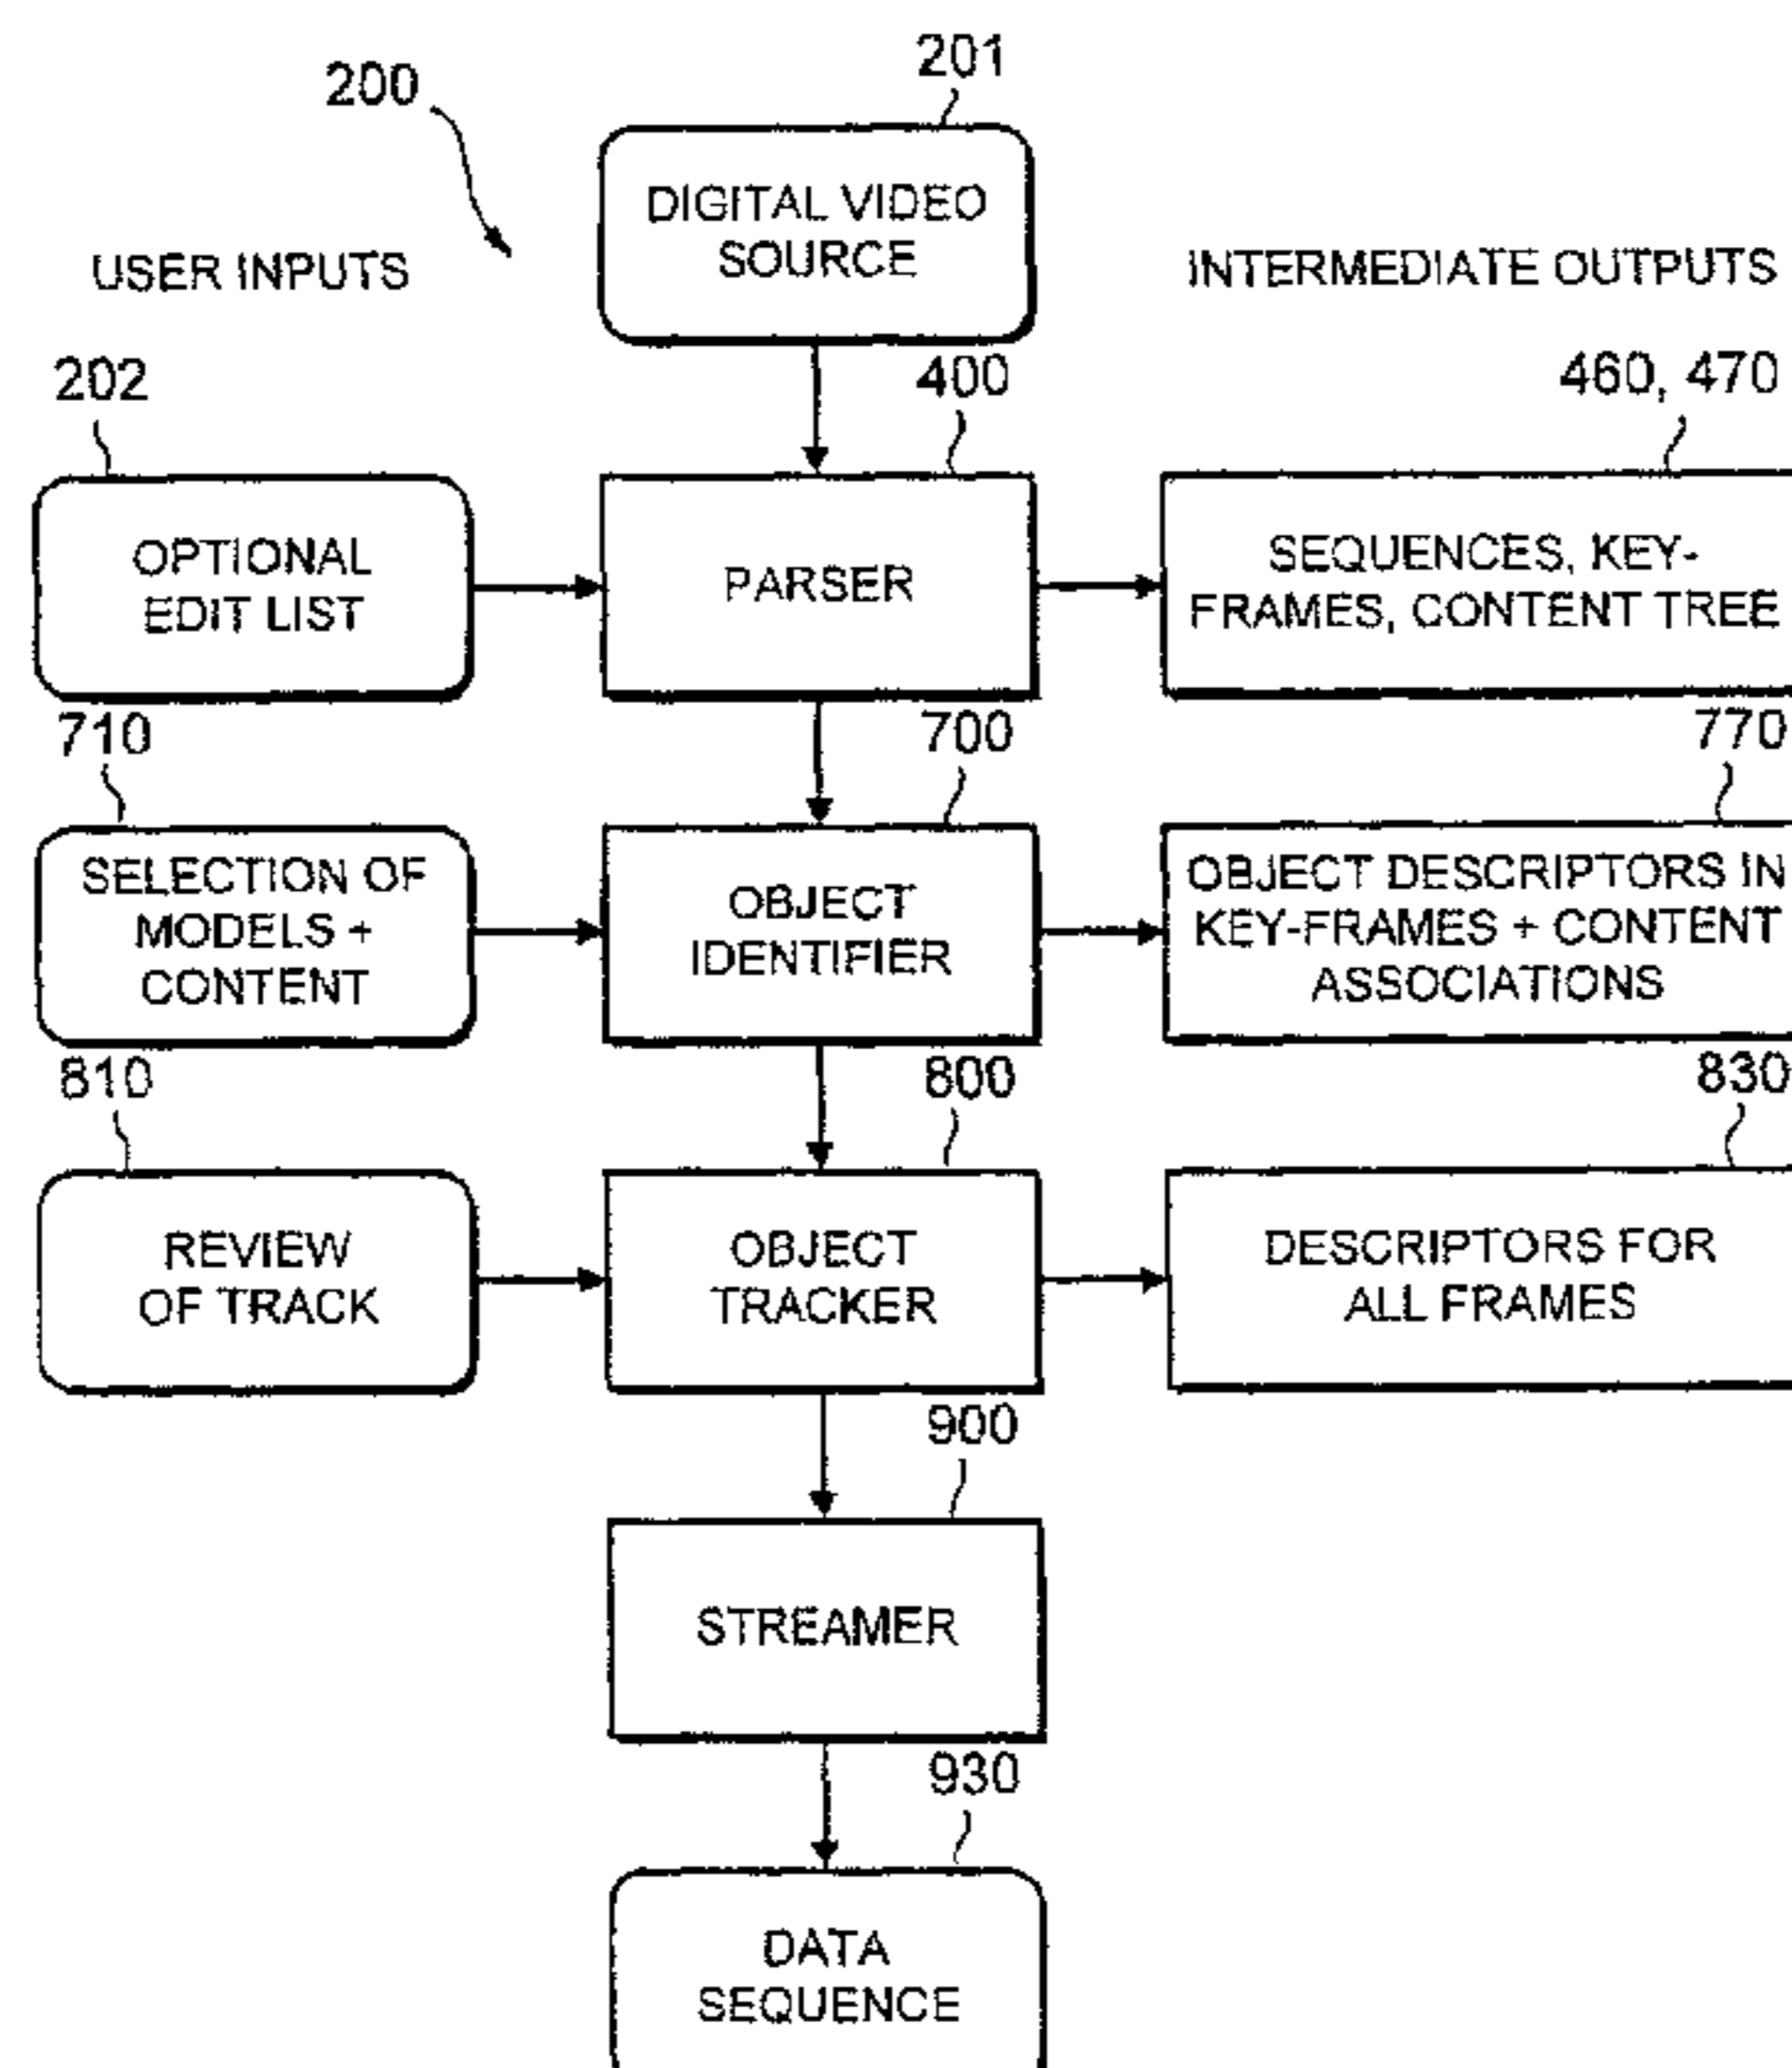 200
201
DIGITAL VIDEO
SOURCE
USER INPUTS
INTERMEDIATE OUTPUTS
202
400
460, 470
OPTIONAL
EDIT LIST
PARSER
SEQUENCES, KEY-
FRAMES, CONTENT TREE
710
700
770
SELECTION OF
MODELS +
CONTENT
OBJECT
IDENTIFIER
OBJECT DESCRIPTORS IN
KEY-FRAMES + CONTENT
ASSOCIATIONS
810
800
830
REVIEW
OF TRACK
OBJECT
TRACKER
DESCRIPTORS FOR
ALL FRAMES
900
STREAMER
930
DATA
SEQUENCE